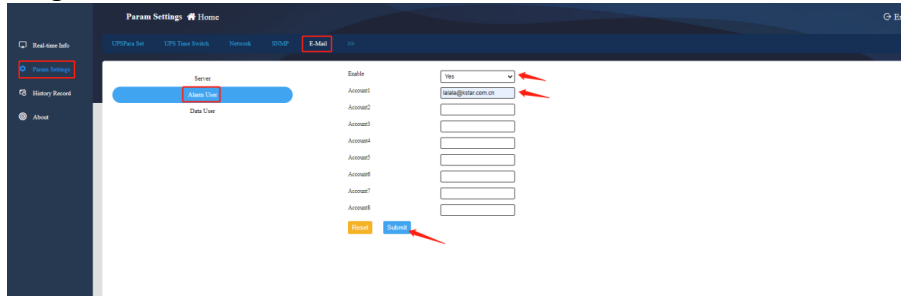 Param Settings Home
Real-time Info
UPSPara Set UPS Time Switch Network SNMP E-Mail >>
Param Settings
History Record
About
Server
Alarm User
Data User
Enable Yes
Account1 lalala@kstar.com.cn
Account2
Account3
Account4
Account5
Account6
Account7
Account8
Reset Submit